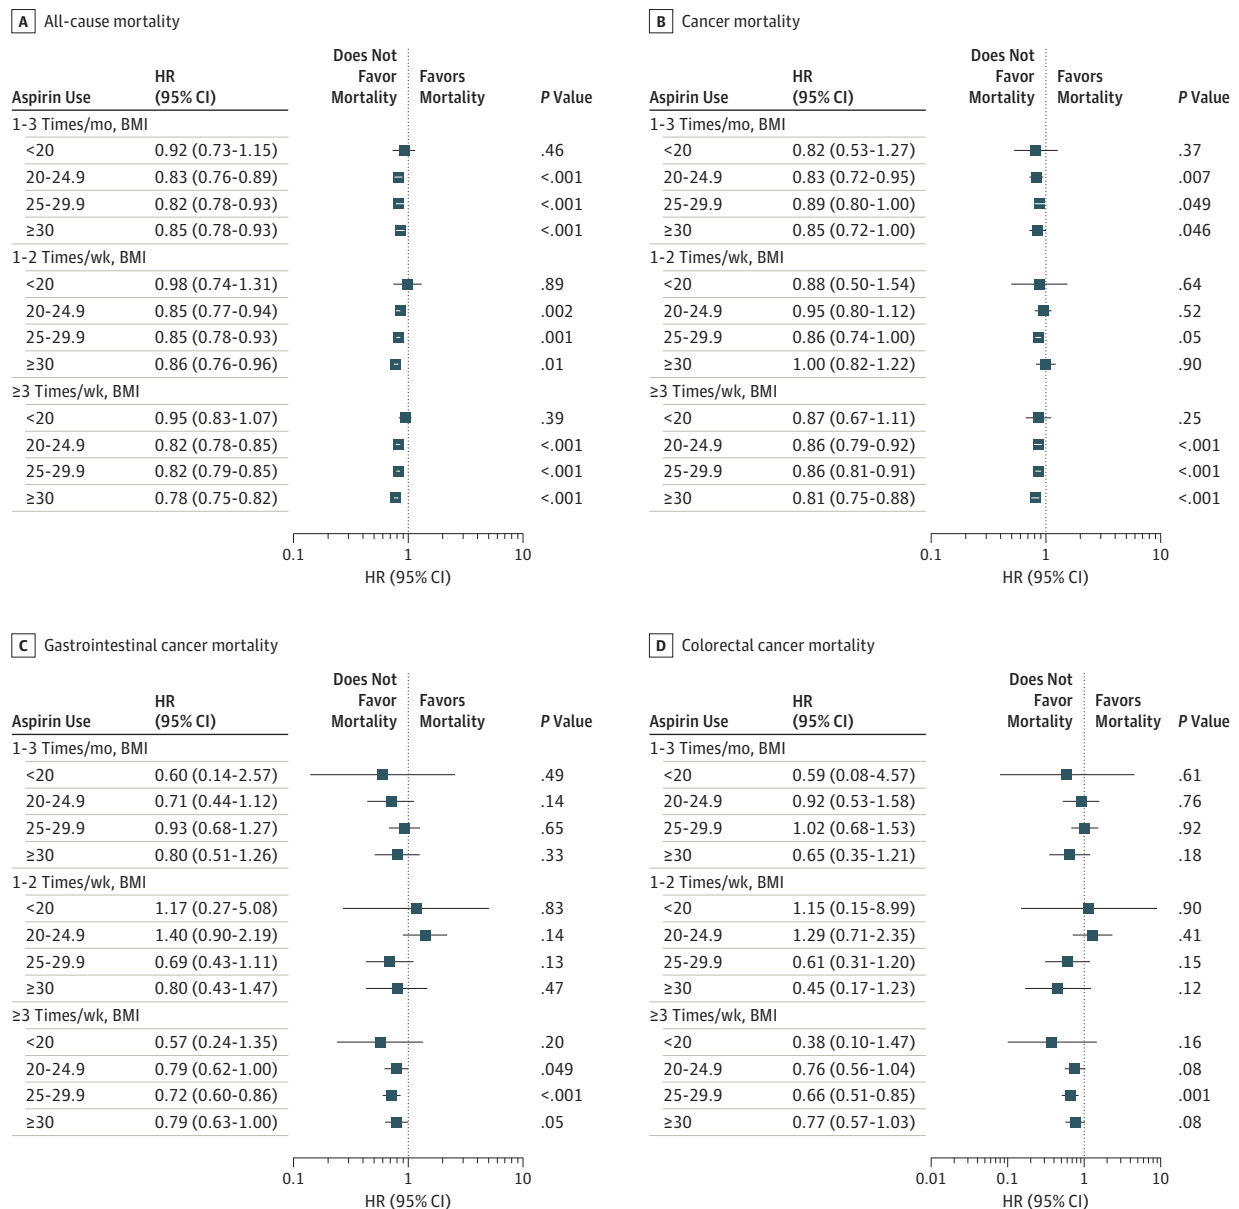 A All-cause mortality
Does Not
Favor Favors
HR
Aspirin Use (95% CI) Mortality Mortality P Value
1-3 Times/mo, BMI
<20 0.92 (0.73-1.15) .46
20-24.9 0.83 (0.76-0.89) <.001
25-29.9 0.82 (0.78-0.93) <.001
≥30 0.85 (0.78-0.93) <.001
1-2 Times/wk, BMI
<20 0.98 (0.74-1.31) .89
20-24.9 0.85 (0.77-0.94) .002
25-29.9 0.85 (0.78-0.93) .001
≥30 0.86 (0.76-0.96) .01
≥3 Times/wk, BMI
<20 0.95 (0.83-1.07) .39
20-24.9 0.82 (0.78-0.85) <.001
25-29.9 0.82 (0.79-0.85) <.001
≥30 0.78 (0.75-0.82) <.001
0.1 1 10
HR (95% CI)
B Cancer mortality
Does Not
Favor Favors
HR
Aspirin Use (95% CI) Mortality Mortality P Value
1-3 Times/mo, BMI
<20 0.82 (0.53-1.27) .37
20-24.9 0.83 (0.72-0.95) .007
25-29.9 0.89 (0.80-1.00) .049
≥30 0.85 (0.72-1.00) .046
1-2 Times/wk, BMI
<20 0.88 (0.50-1.54) .64
20-24.9 0.95 (0.80-1.12) .52
25-29.9 0.86 (0.74-1.00) .05
≥30 1.00 (0.82-1.22) .90
≥3 Times/wk, BMI
<20 0.87 (0.67-1.11) .25
20-24.9 0.86 (0.79-0.92) <.001
25-29.9 0.86 (0.81-0.91) <.001
≥30 0.81 (0.75-0.88) <.001
0.1 1 10
HR (95% CI)
C Gastrointestinal cancer mortality
Does Not
Favor Favors
HR
Aspirin Use (95% CI) Mortality Mortality P Value
1-3 Times/mo, BMI
<20 0.60 (0.14-2.57) .49
20-24.9 0.71 (0.44-1.12) .14
25-29.9 0.93 (0.68-1.27) .65
≥30 0.80 (0.51-1.26) .33
1-2 Times/wk, BMI
<20 1.17 (0.27-5.08) .83
20-24.9 1.40 (0.90-2.19) .14
25-29.9 0.69 (0.43-1.11) .13
≥30 0.80 (0.43-1.47) .47
≥3 Times/wk, BMI
<20 0.57 (0.24-1.35) .20
20-24.9 0.79 (0.62-1.00) .049
25-29.9 0.72 (0.60-0.86) <.001
≥30 0.79 (0.63-1.00) .05
0.1 1 10
HR (95% CI)
D Colorectal cancer mortality
Does Not
Favor Favors
HR
Aspirin Use (95% CI) Mortality Mortality P Value
1-3 Times/mo, BMI
<20 0.59 (0.08-4.57) .61
20-24.9 0.92 (0.53-1.58) .76
25-29.9 1.02 (0.68-1.53) .92
≥30 0.65 (0.35-1.21) .18
1-2 Times/wk, BMI
<20 1.15 (0.15-8.99) .90
20-24.9 1.29 (0.71-2.35) .41
25-29.9 0.61 (0.31-1.20) .15
≥30 0.45 (0.17-1.23) .12
≥3 Times/wk, BMI
<20 0.38 (0.10-1.47) .16
20-24.9 0.76 (0.56-1.04) .08
25-29.9 0.66 (0.51-0.85) .001
≥30 0.77 (0.57-1.03) .08
0.01 0.1 1 10
HR (95% CI)